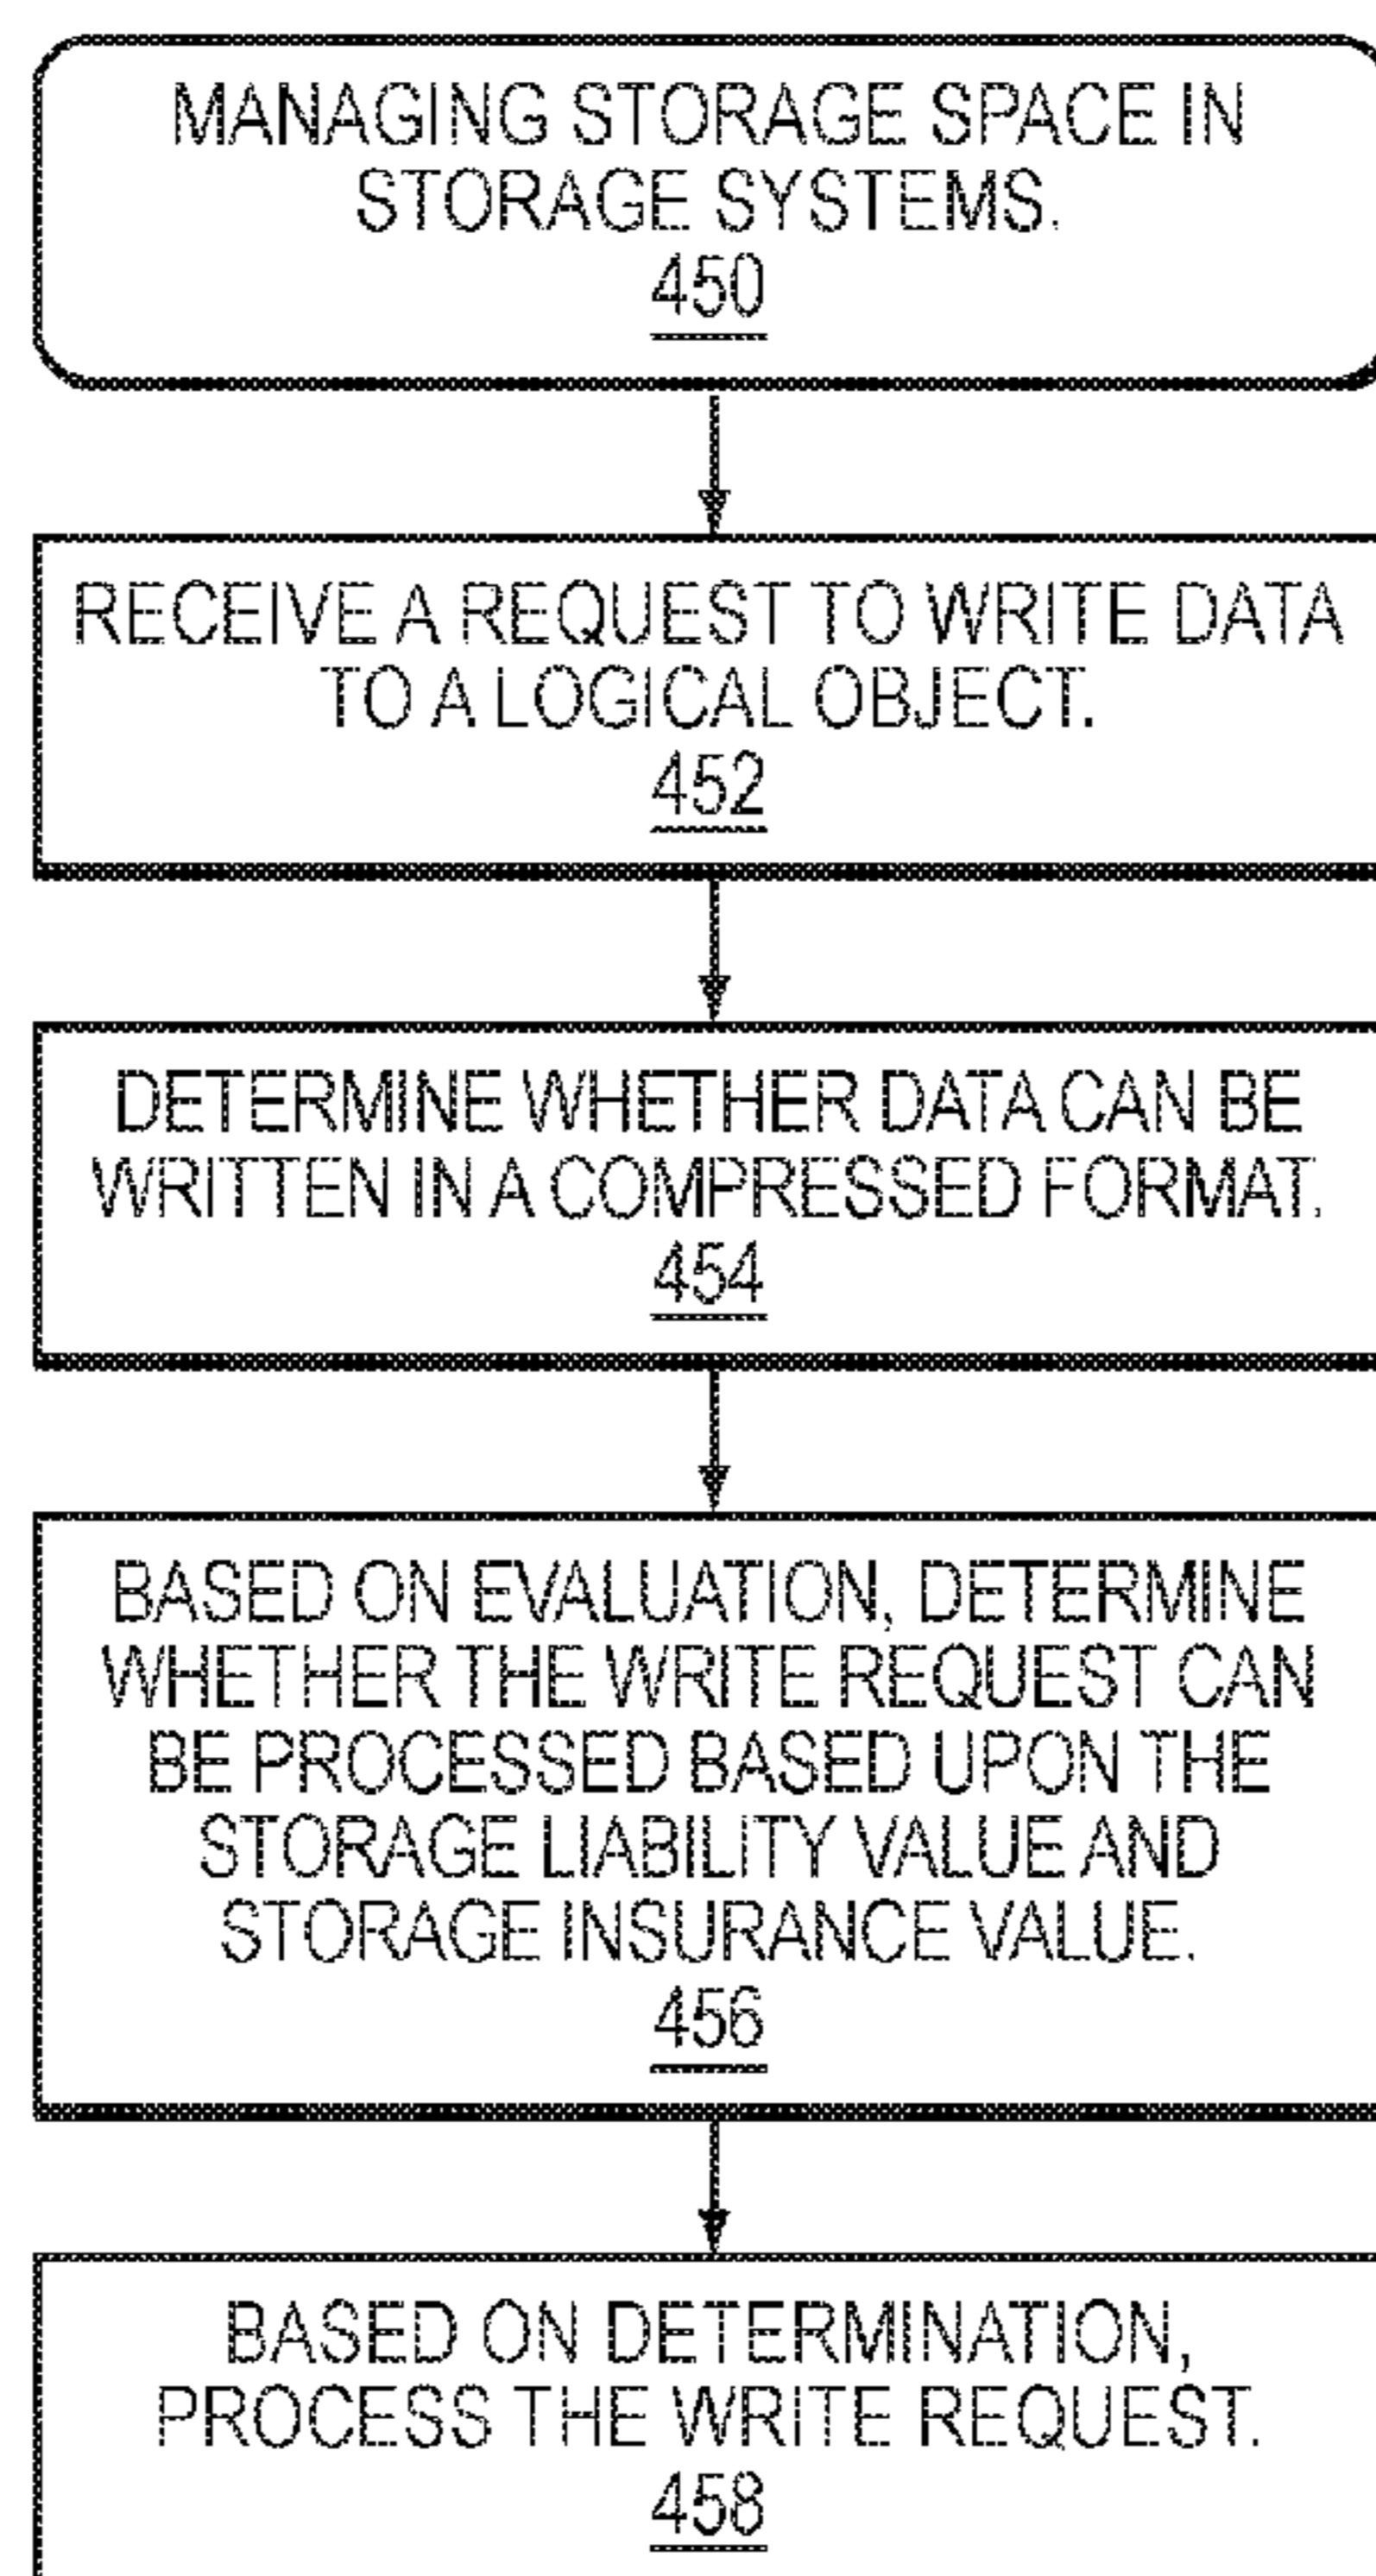 MANAGING STORAGE SPACE IN
STORAGE SYSTEMS.
450
RECEIVE A REQUEST TO WRITE DATA
TO A LOGICAL OBJECT.
452
DETERMINE WHETHER DATA CAN BE
WRITTEN IN A COMPRESSED FORMAT.
454
BASED ON EVALUATION, DETERMINE
WHETHER THE WRITE REQUEST CAN
BE PROCESSED BASED UPON THE
STORAGE LIABILITY VALUE AND
STORAGE INSURANCE VALUE.
456
BASED ON DETERMINATION,
PROCESS THE WRITE REQUEST.
458